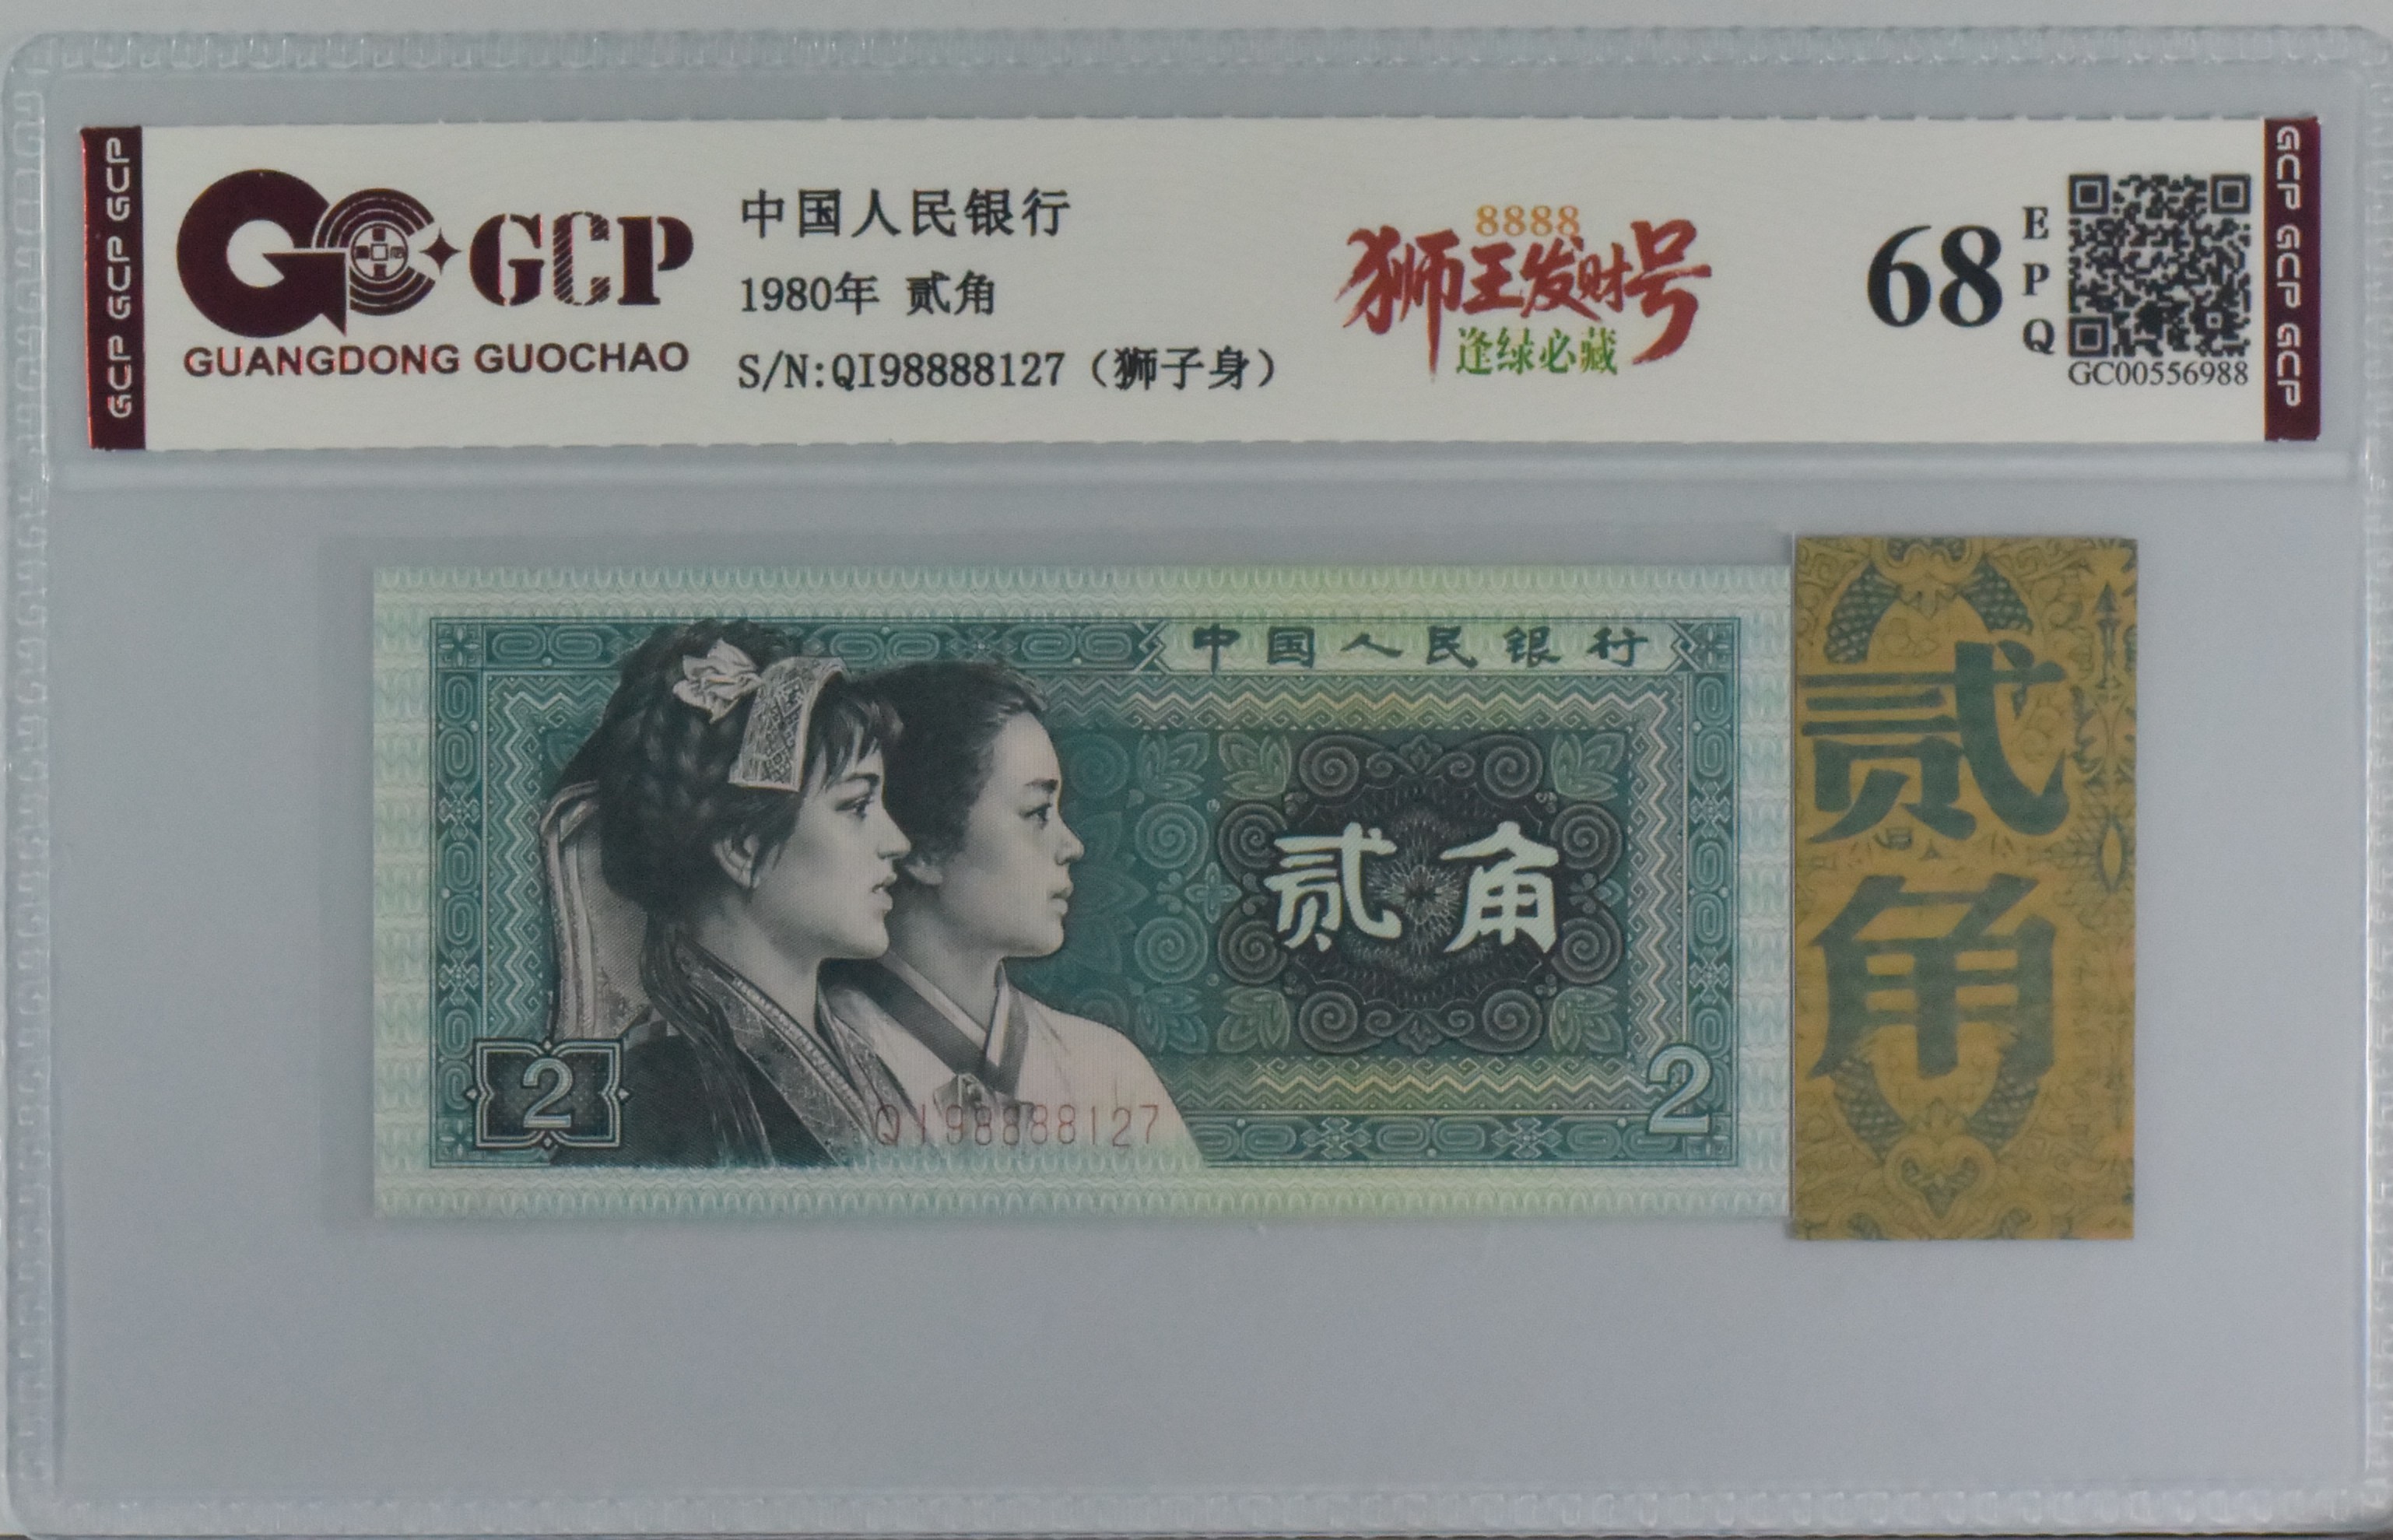 GCP GCP GCP
GCP
GUANGDONG GUOCHAO
中国人民银行
1980年 贰角
S/N:QI98888127（狮子身）
8888
狮王发财号
逢绿必藏
68
EPQ
GC00556988
GCP GCP GCP
中国人民银行
贰角
2
QI98888127
2
贰角